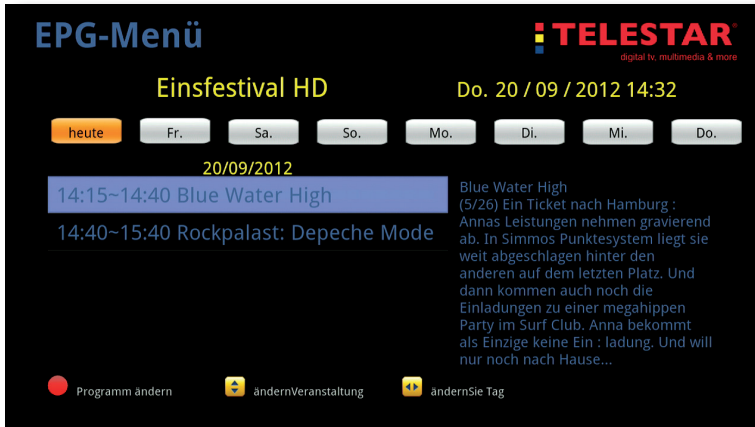 EPG-Menü
TELESTAR
digital tv, multimedia & more
Einsfestival HD
Do. 20 / 09 / 2012 14:32
heute Fr. Sa. So. Mo. Di. Mi. Do.
20/09/2012
14:15~14:40 Blue Water High
14:40~15:40 Rockpalast: Depeche Mode
Blue Water High
(5/26) Ein Ticket nach Hamburg :
Annas Leistungen nehmen gravierend
ab. In Simmos Punktesystem liegt sie
weit abgeschlagen hinter den
anderen auf dem letzten Platz. Und
dann kommen auch noch die
Einladungen zu einer megahippen
Party im Surf Club. Anna bekommt
als Einzige keine Ein : ladung. Und will
nur noch nach Hause...
Programm ändern
ändernVeranstaltung
ändernSie Tag